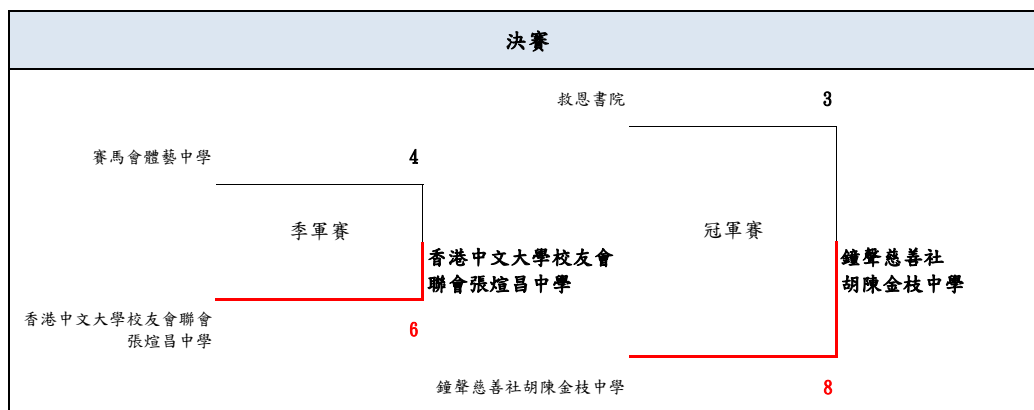 決賽
救恩書院
3
賽馬會體藝中學
4
季軍賽
冠軍賽
香港中文大學校友會
聯會張煊昌中學
鐘聲慈善社
胡陳金枝中學
香港中文大學校友會聯會
張煊昌中學
6
鐘聲慈善社胡陳金枝中學
8